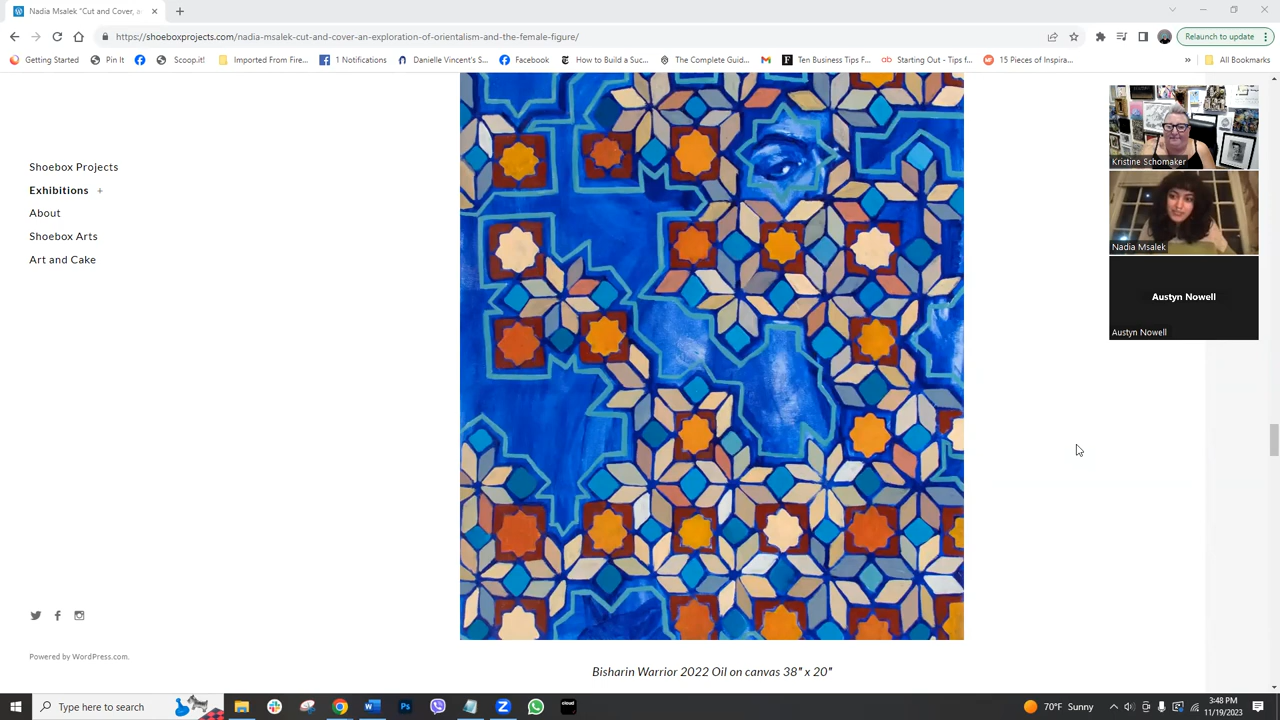 Nadia Msalek "Cut and Cover, a
https://shoeboxprojects.com/nadia-msalek-cut-and-cover-an-exploration-of-orientalism-and-the-female-figure/
Relaunch to update
Getting Started
Pin It
Scoop.it!
Imported From Fire...
1 Notifications
Danielle Vincent's S...
Facebook
How to Build a Suc...
The Complete Guid...
Ten Business Tips F...
ab
Starting Out - Tips f...
15 Pieces of Inspira...
»
All Bookmarks
Shoebox Projects
Exhibitions +
About
Shoebox Arts
Art and Cake
Kristine Schomaker
Nadia Msalek
Austyn Nowell
Austyn Nowell
Powered by WordPress.com.
Bisharin Warrior 2022 Oil on canvas 38" x 20"
Type here to search
cloud
70°F Sunny
3:48 PM
11/19/2023